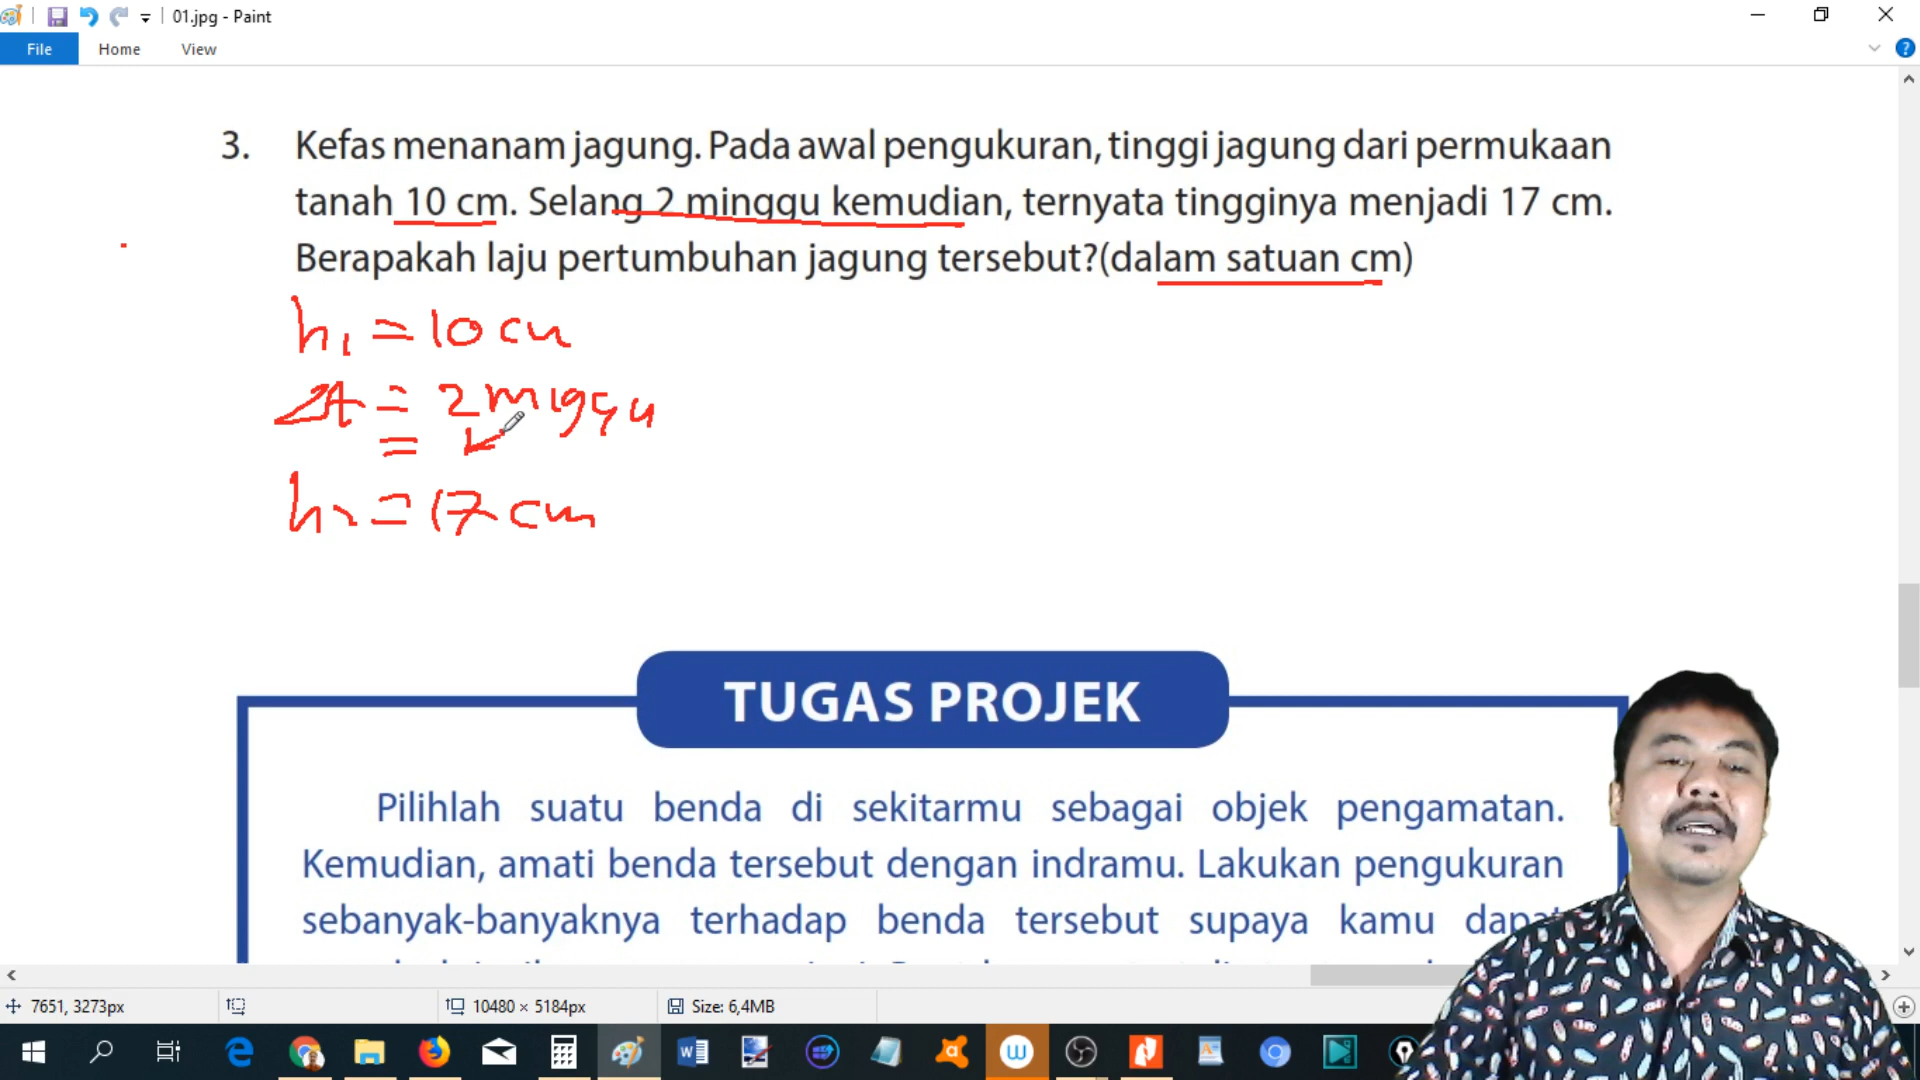 01.jpg - Paint
File Home View
3. Kefas menanam jagung. Pada awal pengukuran, tinggi jagung dari permukaan
tanah 10 cm. Selang 2 minggu kemudian, ternyata tingginya menjadi 17 cm.
Berapakah laju pertumbuhan jagung tersebut?(dalam satuan cm)
h₁ = 10 cm
Δt = 2 minggu
=
h₂ = 17 cm
TUGAS PROJEK
Pilihlah suatu benda di sekitarmu sebagai objek pengamatan.
Kemudian, amati benda tersebut dengan indramu. Lakukan pengukuran
sebanyak-banyaknya terhadap benda tersebut supaya kamu dapat
7651, 3273px 10480 × 5184px Size: 6,4MB